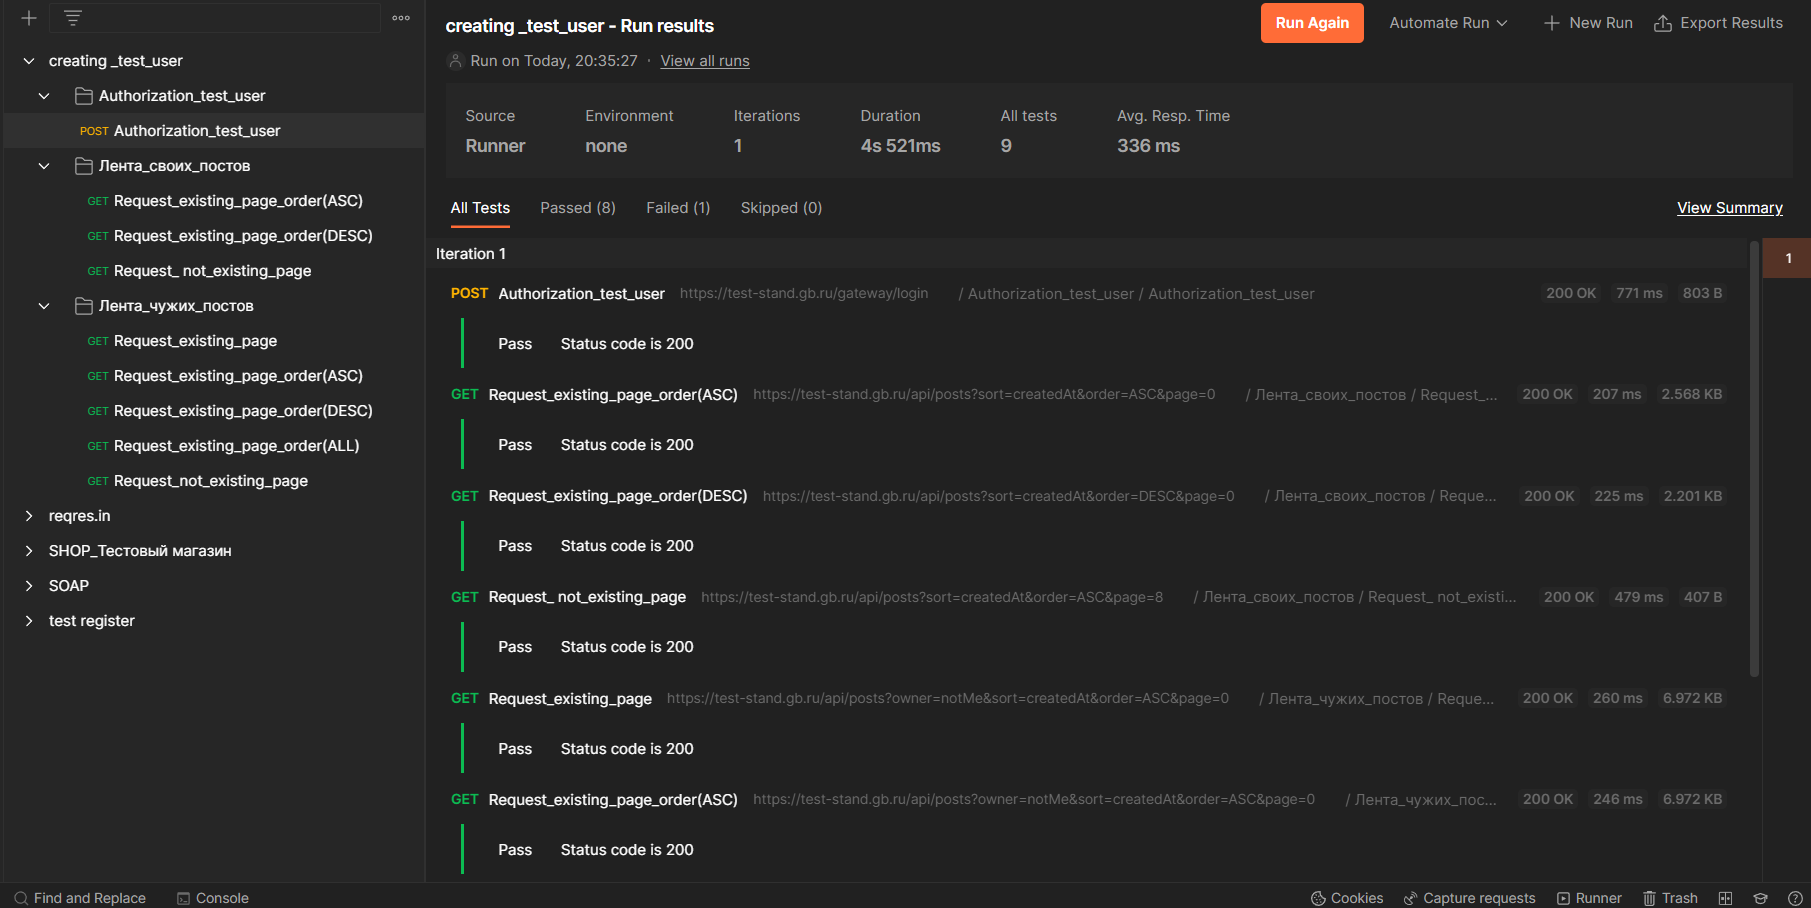 creating _test_user
Authorization_test_user
POST Authorization_test_user
Лента_своих_постов
GET Request_existing_page_order(ASC)
GET Request_existing_page_order(DESC)
GET Request_ not_existing_page
Лента_чужих_постов
GET Request_existing_page
GET Request_existing_page_order(ASC)
GET Request_existing_page_order(DESC)
GET Request_existing_page_order(ALL)
GET Request_not_existing_page
reqres.in
SHOP_Тестовый магазин
SOAP
test register
creating _test_user - Run results
Run Again Automate Run New Run Export Results
Run on Today, 20:35:27 · View all runs
Source Environment Iterations Duration All tests Avg. Resp. Time
Runner none 1 4s 521ms 9 336 ms
All Tests Passed (8) Failed (1) Skipped (0) View Summary
Iteration 1
1
POST Authorization_test_user https://test-stand.gb.ru/gateway/login / Authorization_test_user / Authorization_test_user 200 OK 771 ms 803 B
Pass Status code is 200
GET Request_existing_page_order(ASC) https://test-stand.gb.ru/api/posts?sort=createdAt&order=ASC&page=0 / Лента_своих_постов / Request_... 200 OK 207 ms 2.568 KB
Pass Status code is 200
GET Request_existing_page_order(DESC) https://test-stand.gb.ru/api/posts?sort=createdAt&order=DESC&page=0 / Лента_своих_постов / Reque... 200 OK 225 ms 2.201 KB
Pass Status code is 200
GET Request_ not_existing_page https://test-stand.gb.ru/api/posts?sort=createdAt&order=ASC&page=8 / Лента_своих_постов / Request_ not_existi... 200 OK 479 ms 407 B
Pass Status code is 200
GET Request_existing_page https://test-stand.gb.ru/api/posts?owner=notMe&sort=createdAt&order=ASC&page=0 / Лента_чужих_постов / Reque... 200 OK 260 ms 6.972 KB
Pass Status code is 200
GET Request_existing_page_order(ASC) https://test-stand.gb.ru/api/posts?owner=notMe&sort=createdAt&order=ASC&page=0 / Лента_чужих_пос... 200 OK 246 ms 6.972 KB
Pass Status code is 200
Find and Replace Console Cookies Capture requests Runner Trash